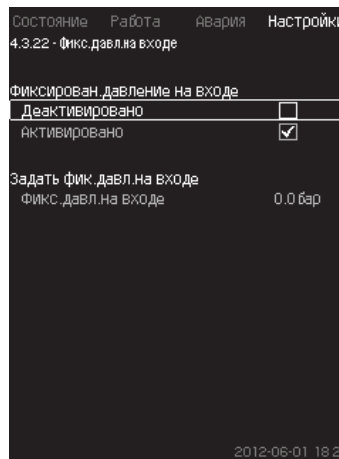 Состояние Работа Авария Настройки
4.3.22 - Фикс.давл.на входе
Фиксирован.давление на входе
Деактивировано
Активировано
Задать фик.давл.на входе
Фикс.давл.на входе 0.0 бар
2012-06-01 18:2